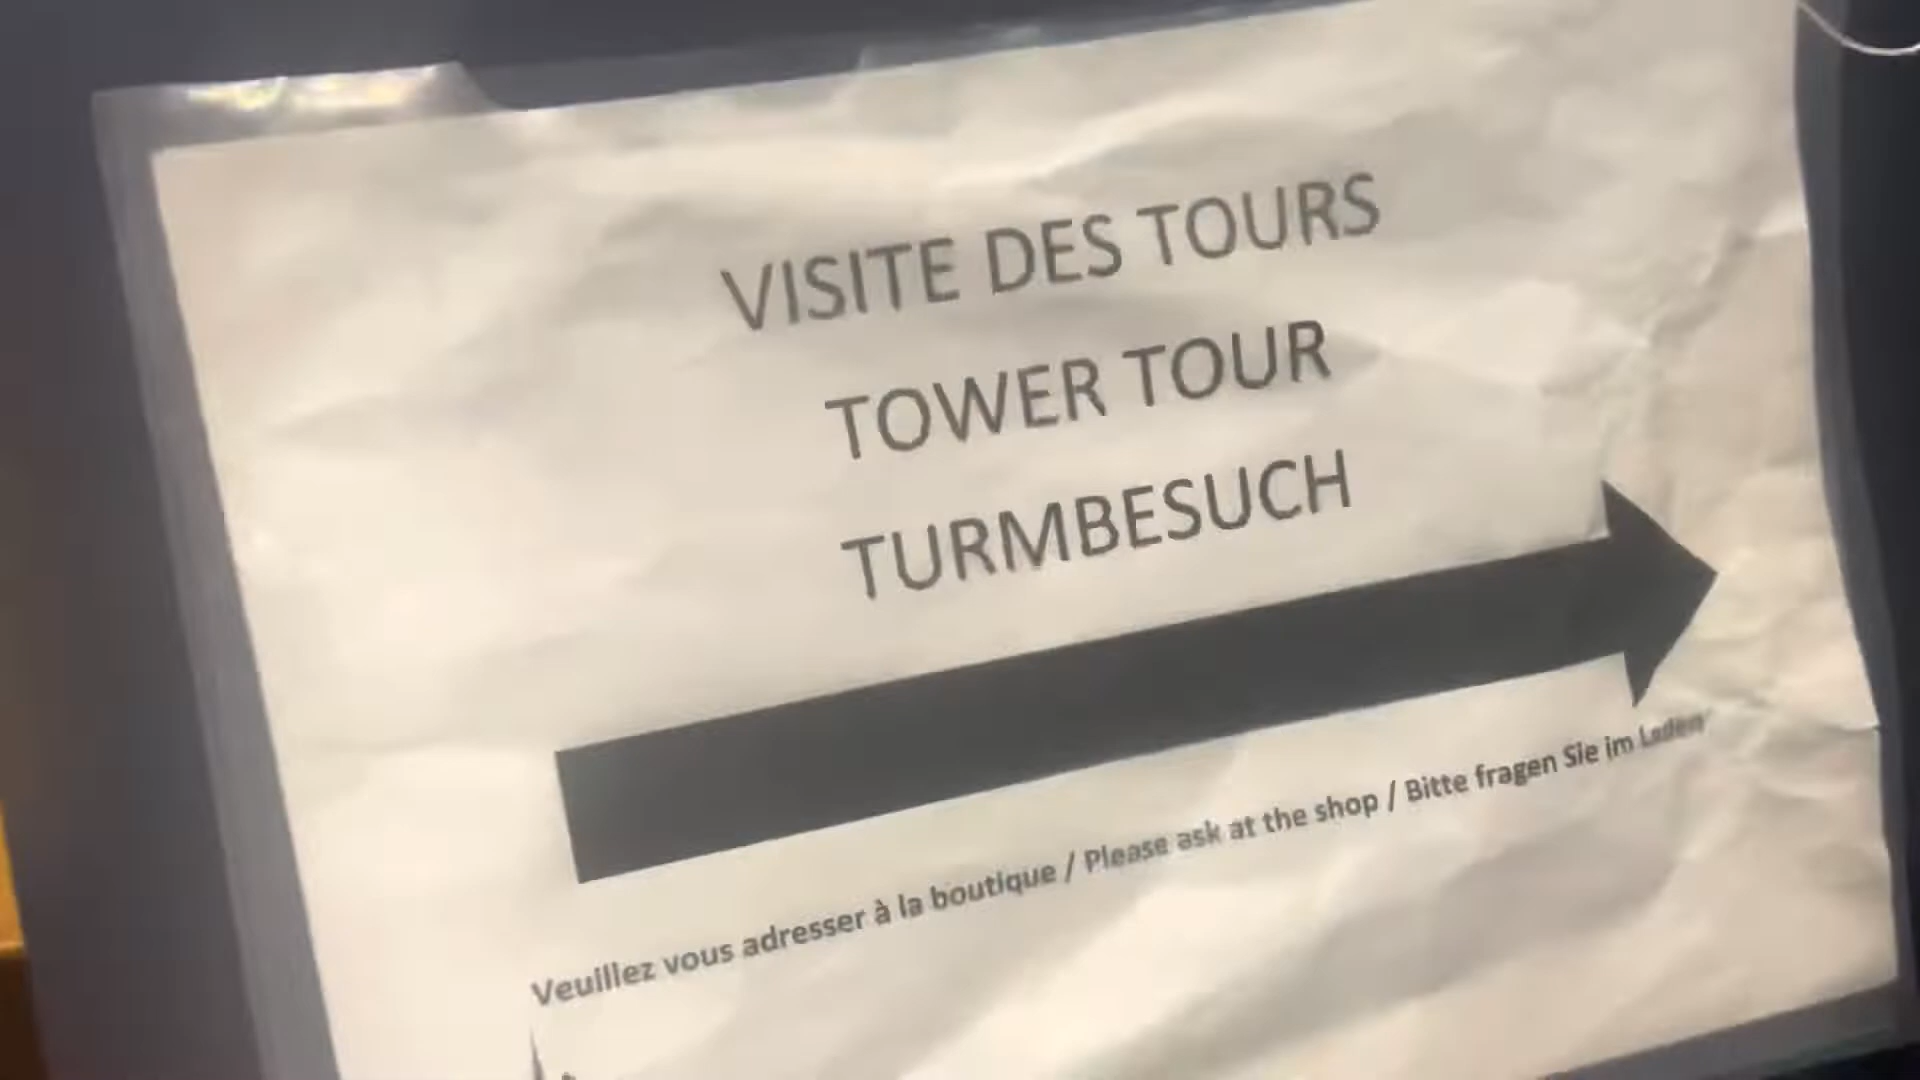 VISITE DES TOURS
TOWER TOUR
TURMBESUCH
Veuillez vous adresser à la boutique / Please ask at the shop / Bitte fragen Sie im Laden